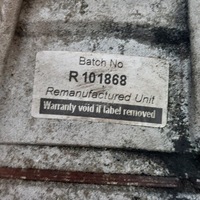 Batch No
R 101868
Remanufactured Unit
Warranty void if label removed